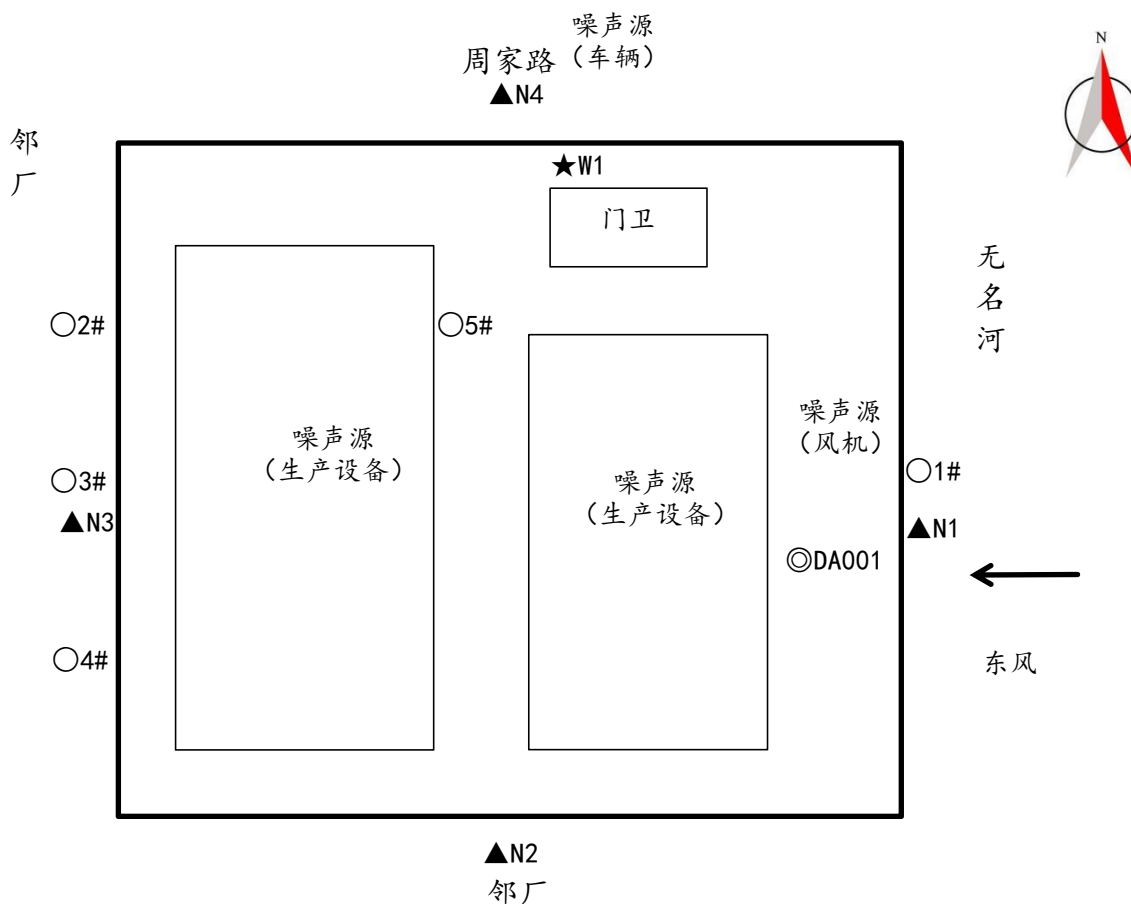 噪声源
周家路（车辆）
▲N4
N
邻
厂
★W1
门卫
无
名
河
○2#
○5#
噪声源
（风机）
噪声源
（生产设备）
噪声源
（生产设备）
○1#
○3#
▲N3
▲N1
◎DA001
○4#
东风
▲N2
邻厂